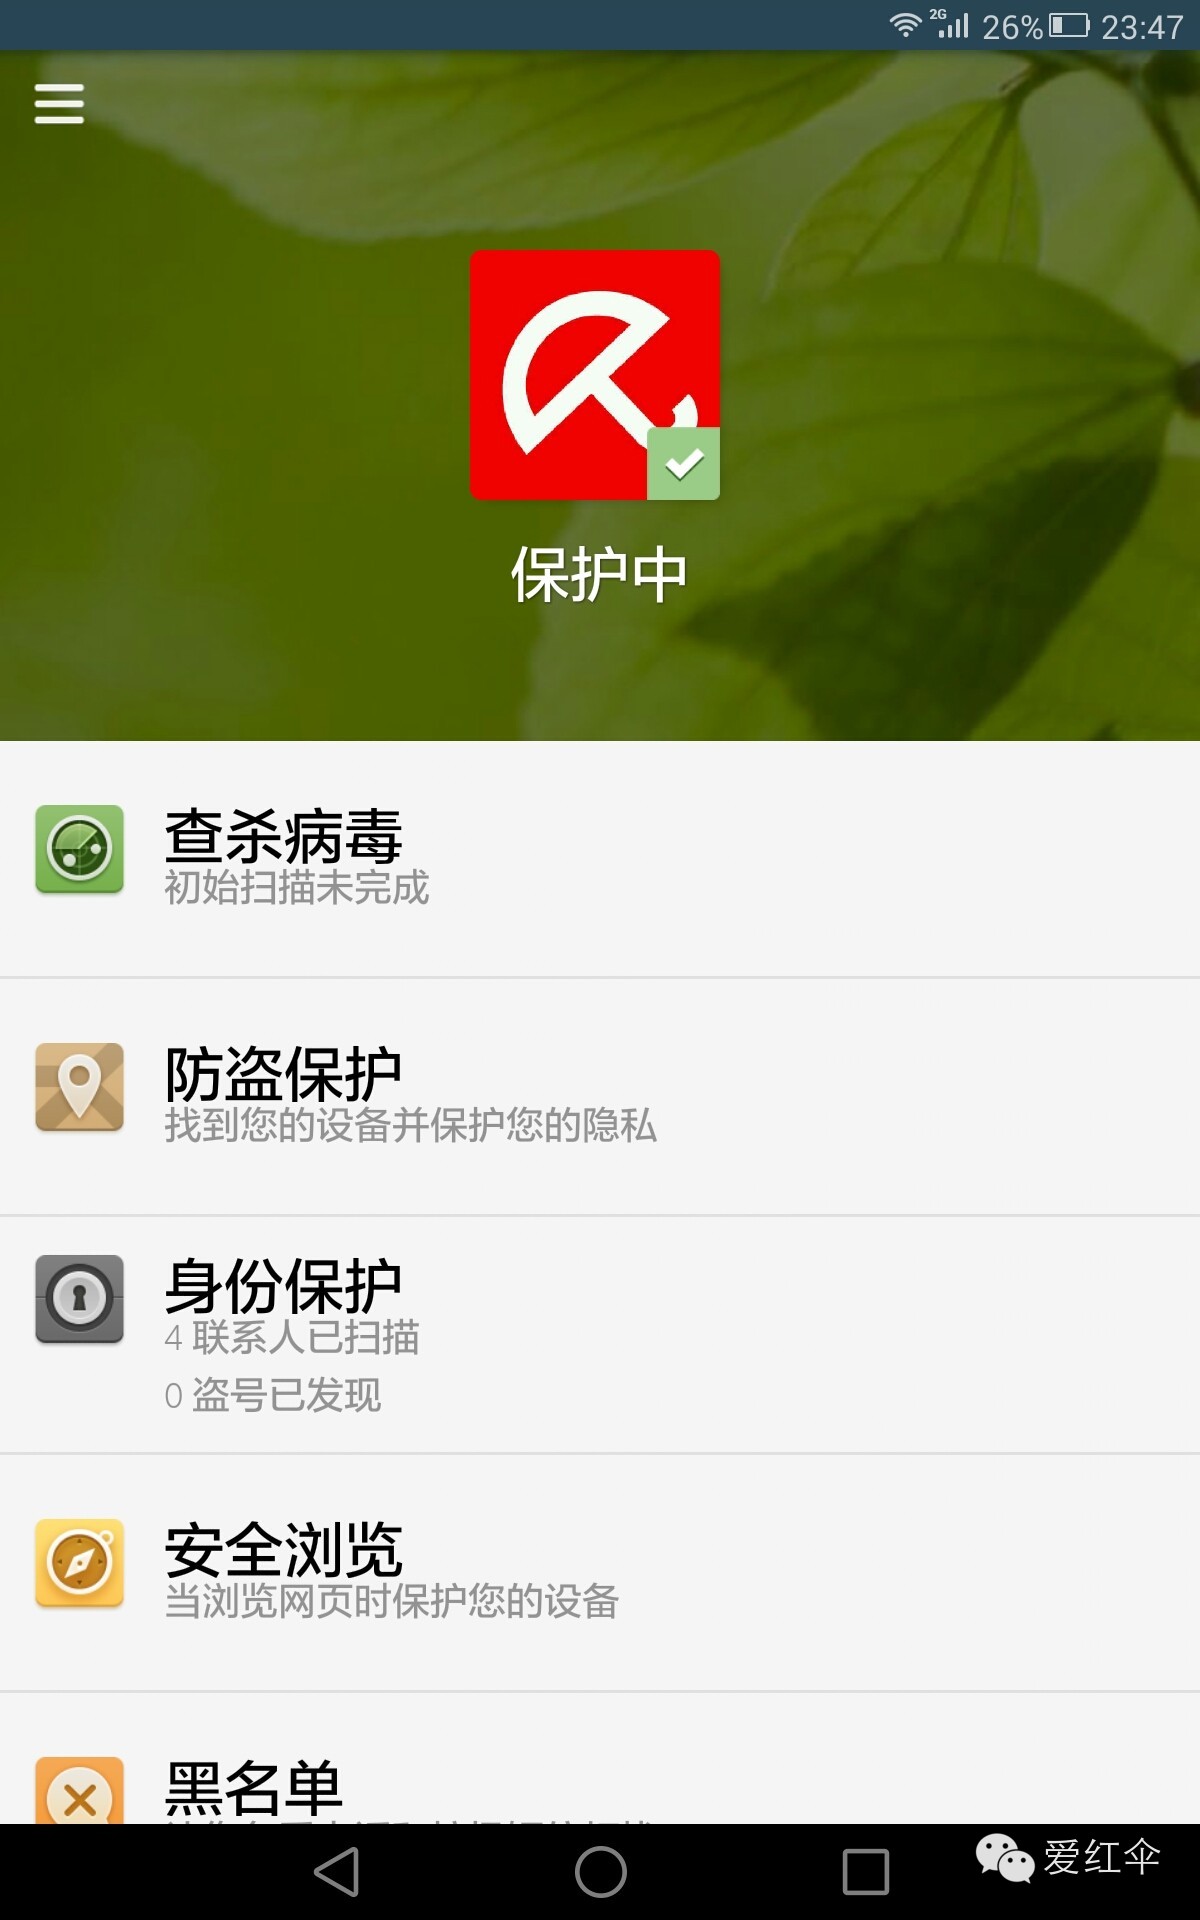 2G 26% 23:47
保护中
查杀病毒
初始扫描未完成
防盗保护
找到您的设备并保护您的隐私
身份保护
4 联系人已扫描
0 盗号已发现
安全浏览
当浏览网页时保护您的设备
黑名单
爱红伞